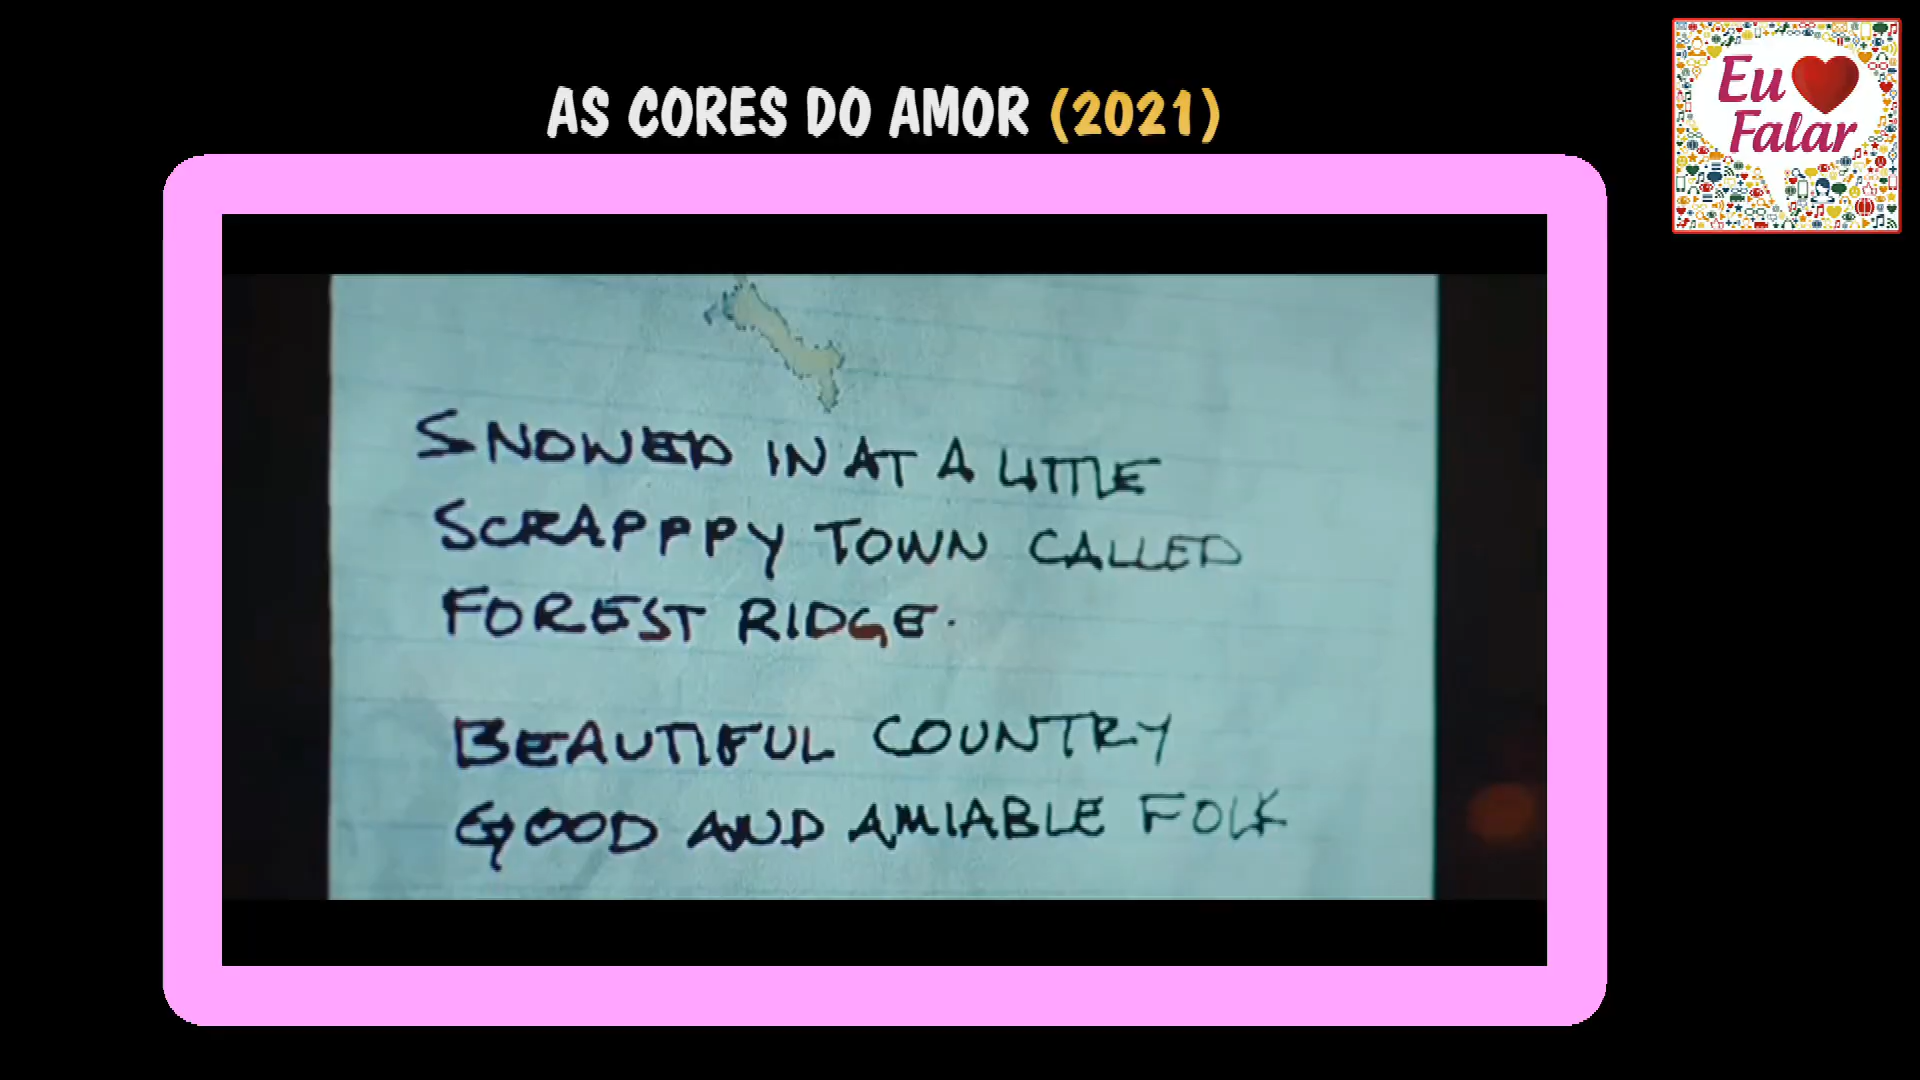 AS CORES DO AMOR (2021)
Eu
Falar
SNOWED IN AT A LITTLE
SCRAPPPY TOWN CALLED
FOREST RIDGE.
BEAUTIFUL COUNTRY
GOOD AND AMIABLE FOLK